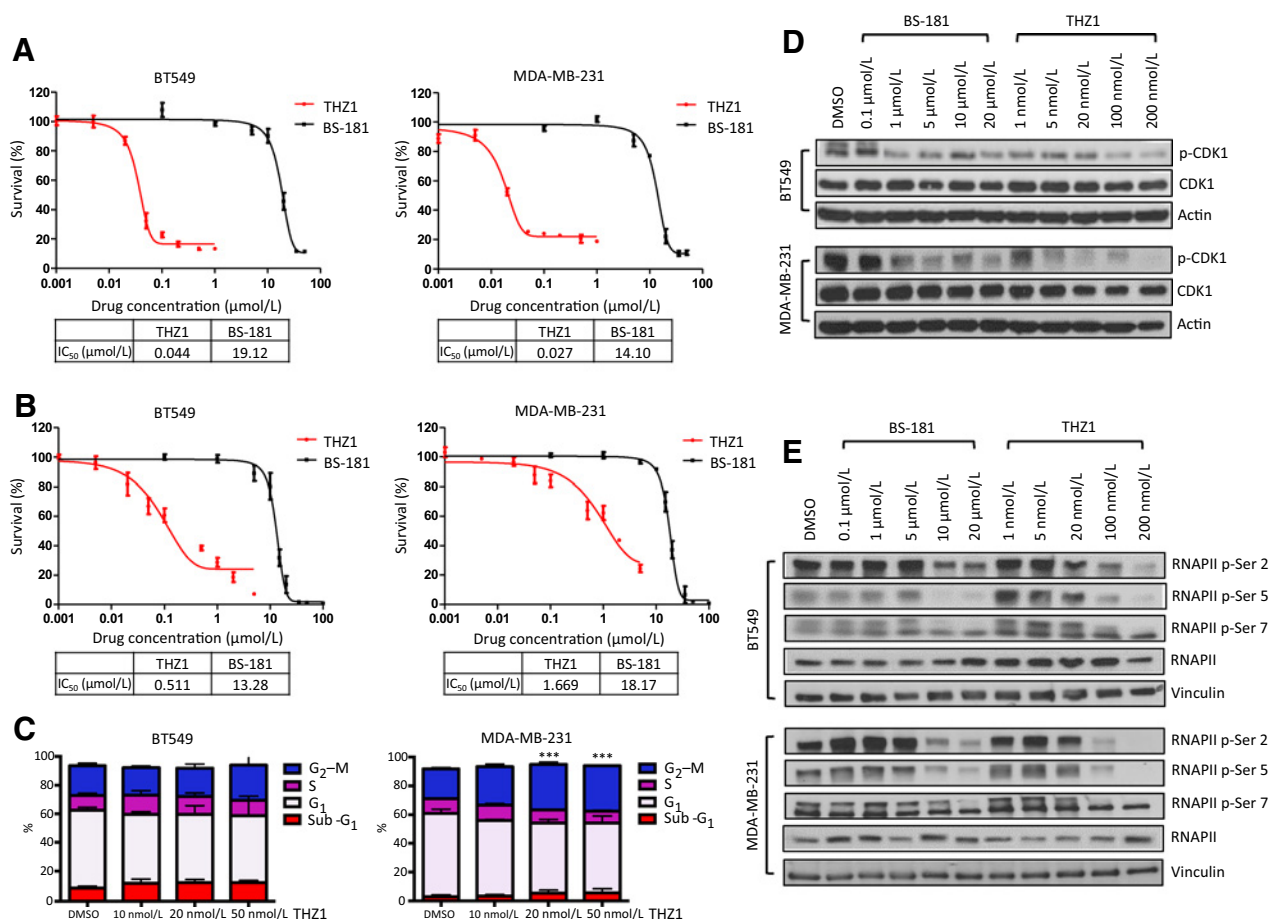 A
BT549
120
100
80
60
40
20
0
Survival (%)
THZ1
BS-181
0.001 0.01 0.1 1 10 100
Drug concentration (µmol/L)
THZ1 BS-181
IC50 (µmol/L) 0.044 19.12
MDA-MB-231
120
100
80
60
40
20
0
Survival (%)
THZ1
BS-181
0.001 0.01 0.1 1 10 100
Drug concentration (µmol/L)
THZ1 BS-181
IC50 (µmol/L) 0.027 14.10
B
BT549
120
100
80
60
40
20
0
Survival (%)
THZ1
BS-181
0.001 0.01 0.1 1 10 100
Drug concentration (µmol/L)
THZ1 BS-181
IC50 (µmol/L) 0.511 13.28
MDA-MB-231
120
100
80
60
40
20
0
Survival (%)
THZ1
BS-181
0.001 0.01 0.1 1 10 100
Drug concentration (µmol/L)
THZ1 BS-181
IC50 (µmol/L) 1.669 18.17
C
BT549
100
80
60
40
20
0
%
G2–M
S
G1
Sub-G1
DMSO 10 nmol/L 20 nmol/L 50 nmol/L THZ1
MDA-MB-231
*** ***
100
80
60
40
20
0
%
G2–M
S
G1
Sub-G1
DMSO 10 nmol/L 20 nmol/L 50 nmol/L THZ1
D
BS-181 THZ1
DMSO 0.1 µmol/L 1 µmol/L 5 µmol/L 10 µmol/L 20 µmol/L 1 nmol/L 5 nmol/L 20 nmol/L 100 nmol/L 200 nmol/L
BT549
p-CDK1
CDK1
Actin
MDA-MB-231
p-CDK1
CDK1
Actin
E
BS-181 THZ1
DMSO 0.1 µmol/L 1 µmol/L 5 µmol/L 10 µmol/L 20 µmol/L 1 nmol/L 5 nmol/L 20 nmol/L 100 nmol/L 200 nmol/L
BT549
RNAPII p-Ser 2
RNAPII p-Ser 5
RNAPII p-Ser 7
RNAPII
Vinculin
MDA-MB-231
RNAPII p-Ser 2
RNAPII p-Ser 5
RNAPII p-Ser 7
RNAPII
Vinculin